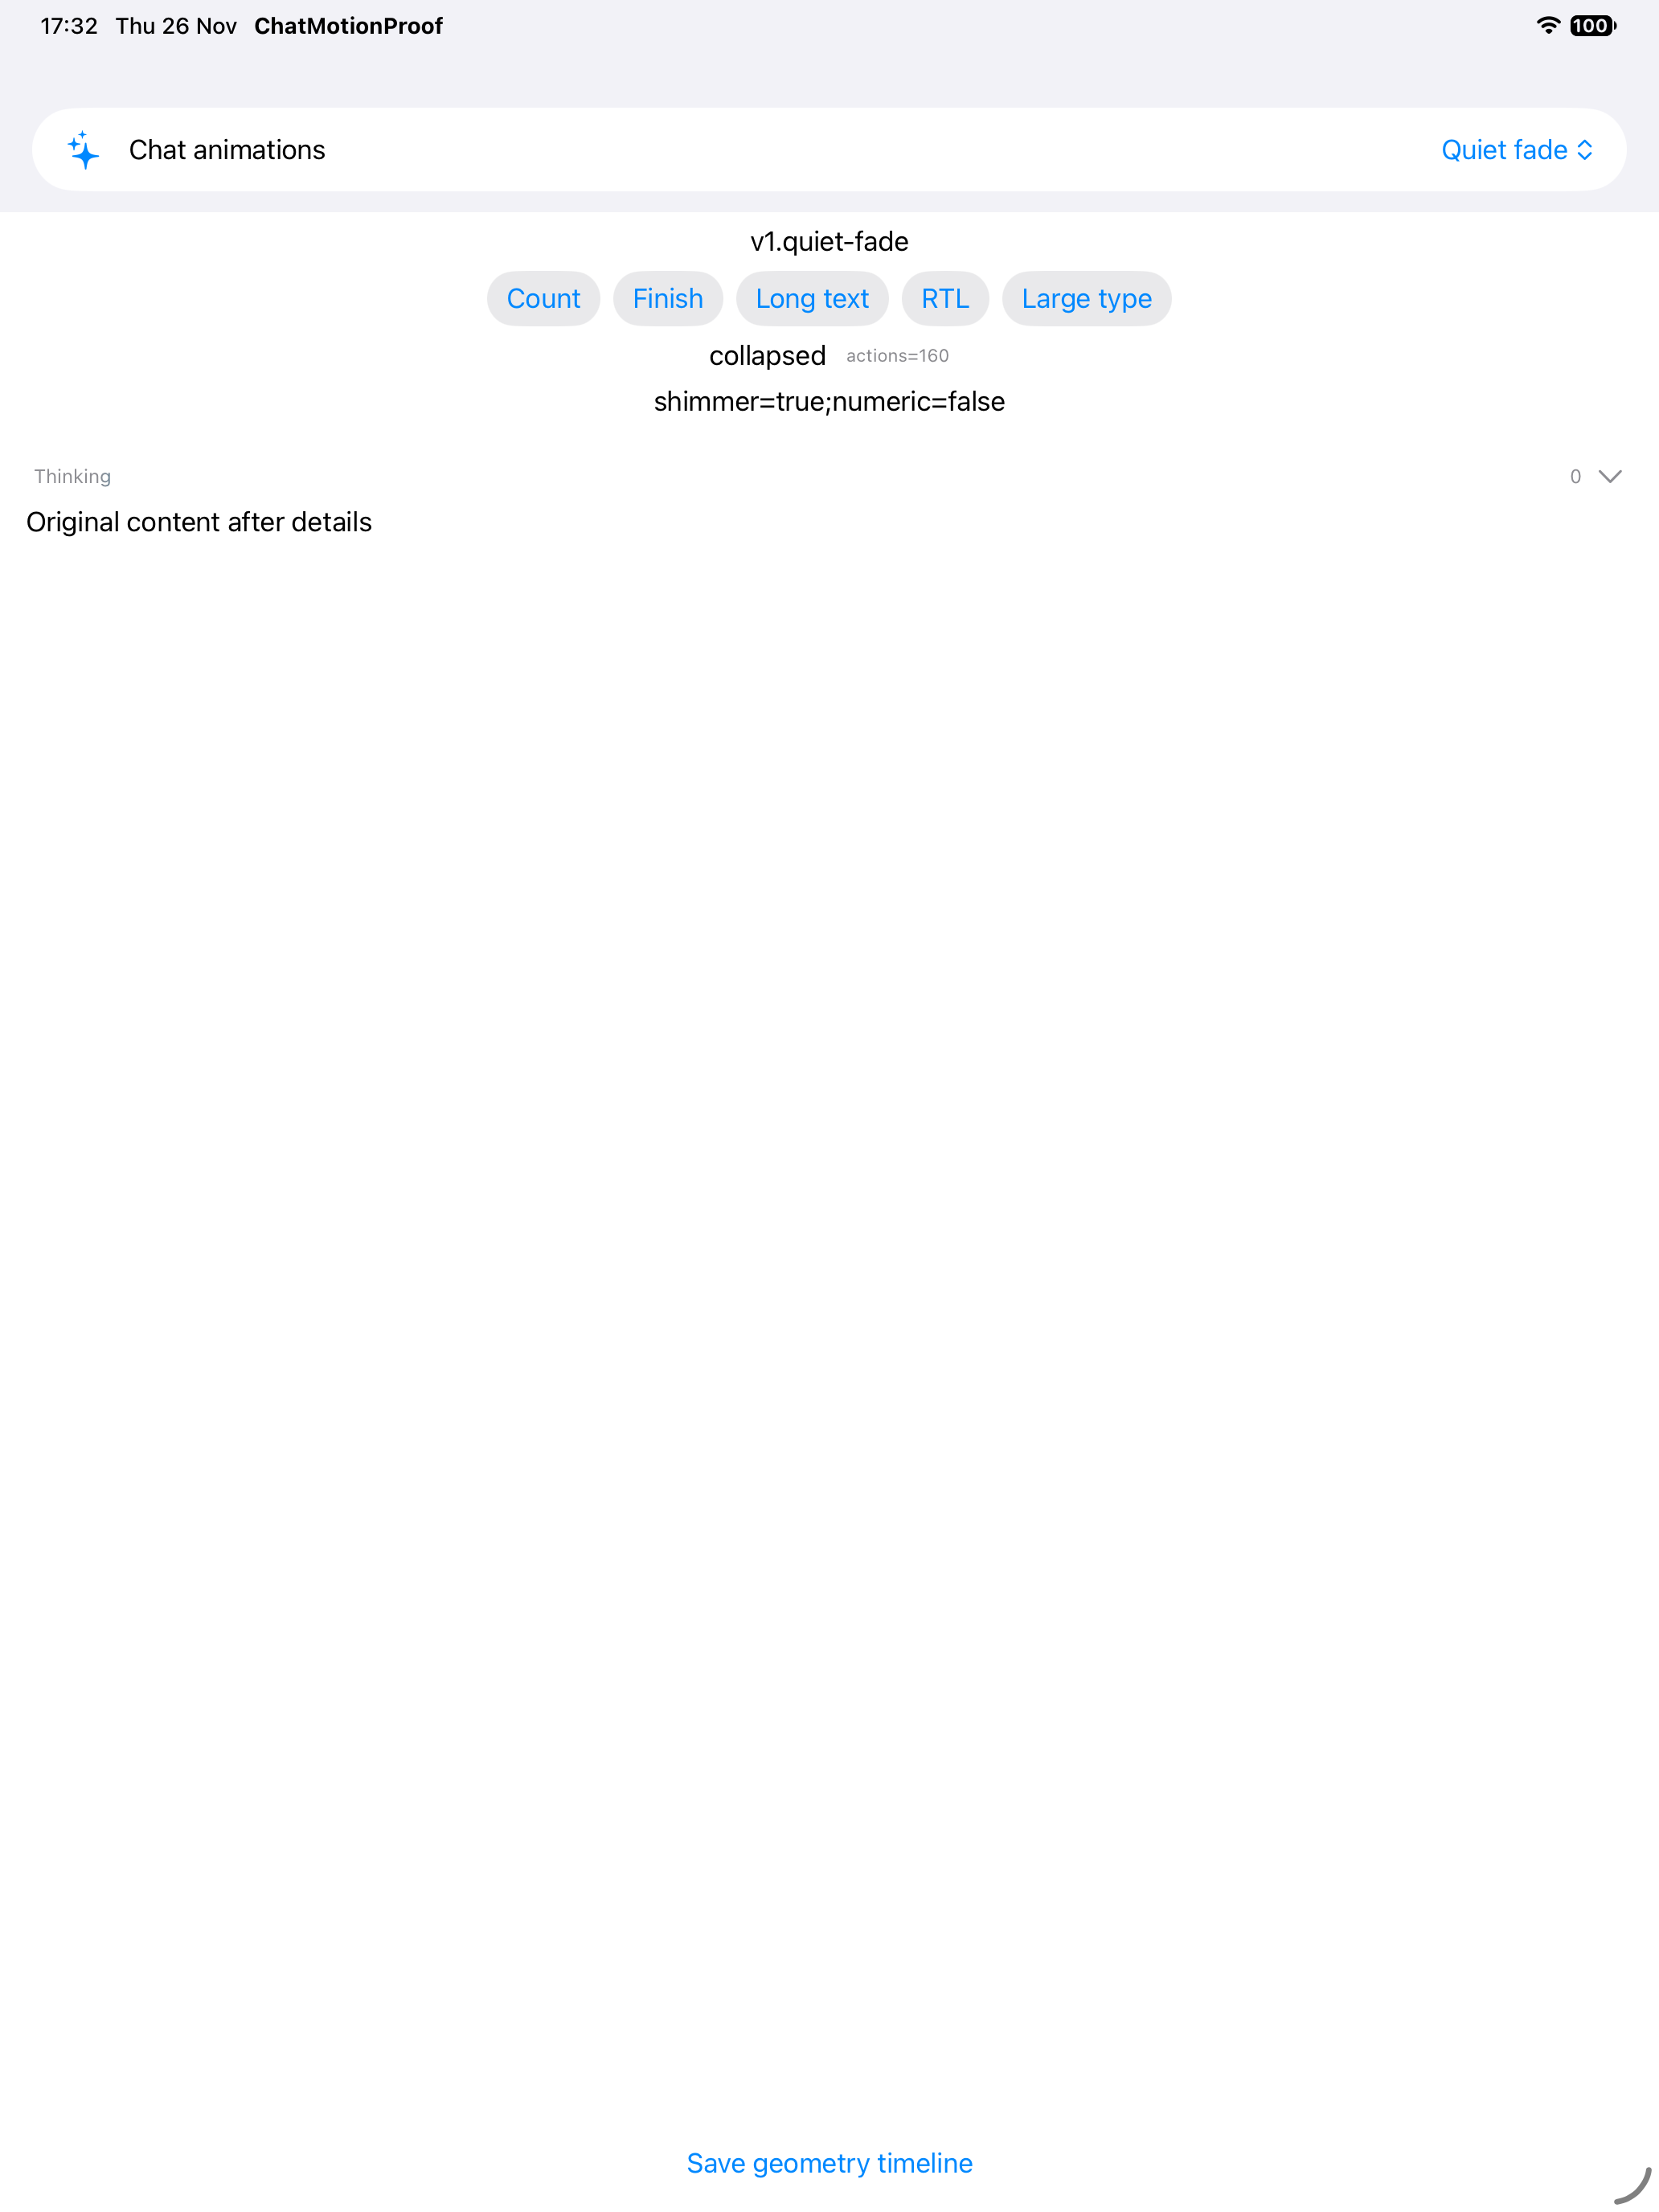 17:32 Thu 26 Nov ChatMotionProof 100
Chat animations Quiet fade
v1.quiet-fade
Count Finish Long text RTL Large type
collapsed actions=160
shimmer=true;numeric=false
Thinking 0
Original content after details
Save geometry timeline